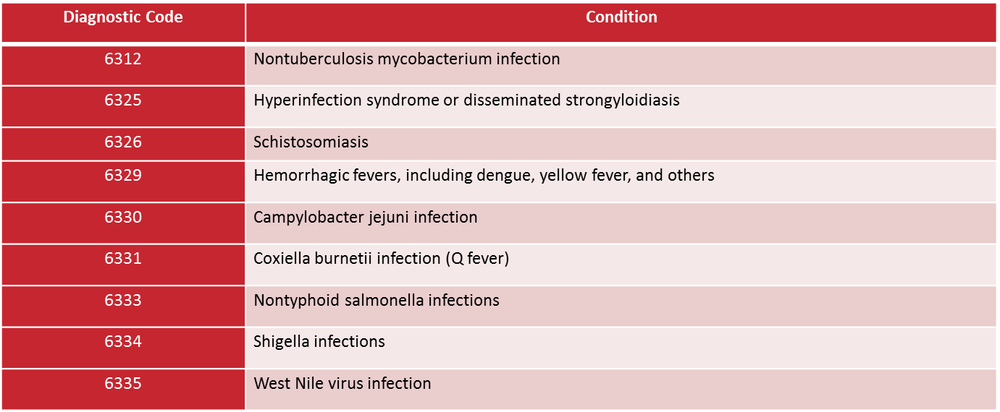 Diagnostic Code Condition
6312 Nontuberculosis mycobacterium infection
6325 Hyperinfection syndrome or disseminated strongyloidiasis
6326 Schistosomiasis
6329 Hemorrhagic fevers, including dengue, yellow fever, and others
6330 Campylobacter jejuni infection
6331 Coxiella burnetii infection (Q fever)
6333 Nontyphoid salmonella infections
6334 Shigella infections
6335 West Nile virus infection